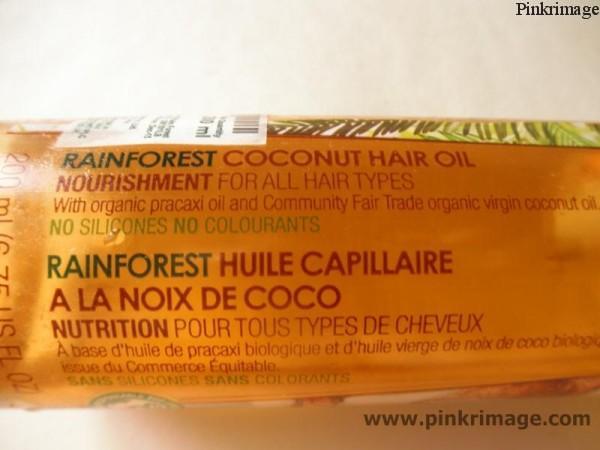 Pinkrimage
RAINFOREST COCONUT HAIR OIL
NOURISHMENT FOR ALL HAIR TYPES
With organic pracaxi oil and Community Fair Trade organic virgin coconut oil.
NO SILICONES NO COLOURANTS
RAINFOREST HUILE CAPILLAIRE
A LA NOIX DE COCO
NUTRITION POUR TOUS TYPES DE CHEVEUX
À base d'huile de pracaxi biologique et d'huile vierge de noix de coco biologiq
issue du Commerce Équitable.
SANS SILICONES SANS COLORANTS
200 ml/6.75 US FL OZ
www.pinkrimage.com